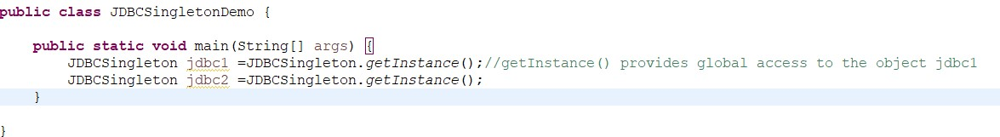 public class JDBCSingletonDemo {
public static void main(String[] args) {
JDBCSingleton jdbc1 =JDBCSingleton.getInstance();//getInstance() provides global access to the object jdbc1
JDBCSingleton jdbc2 =JDBCSingleton.getInstance();
}
}